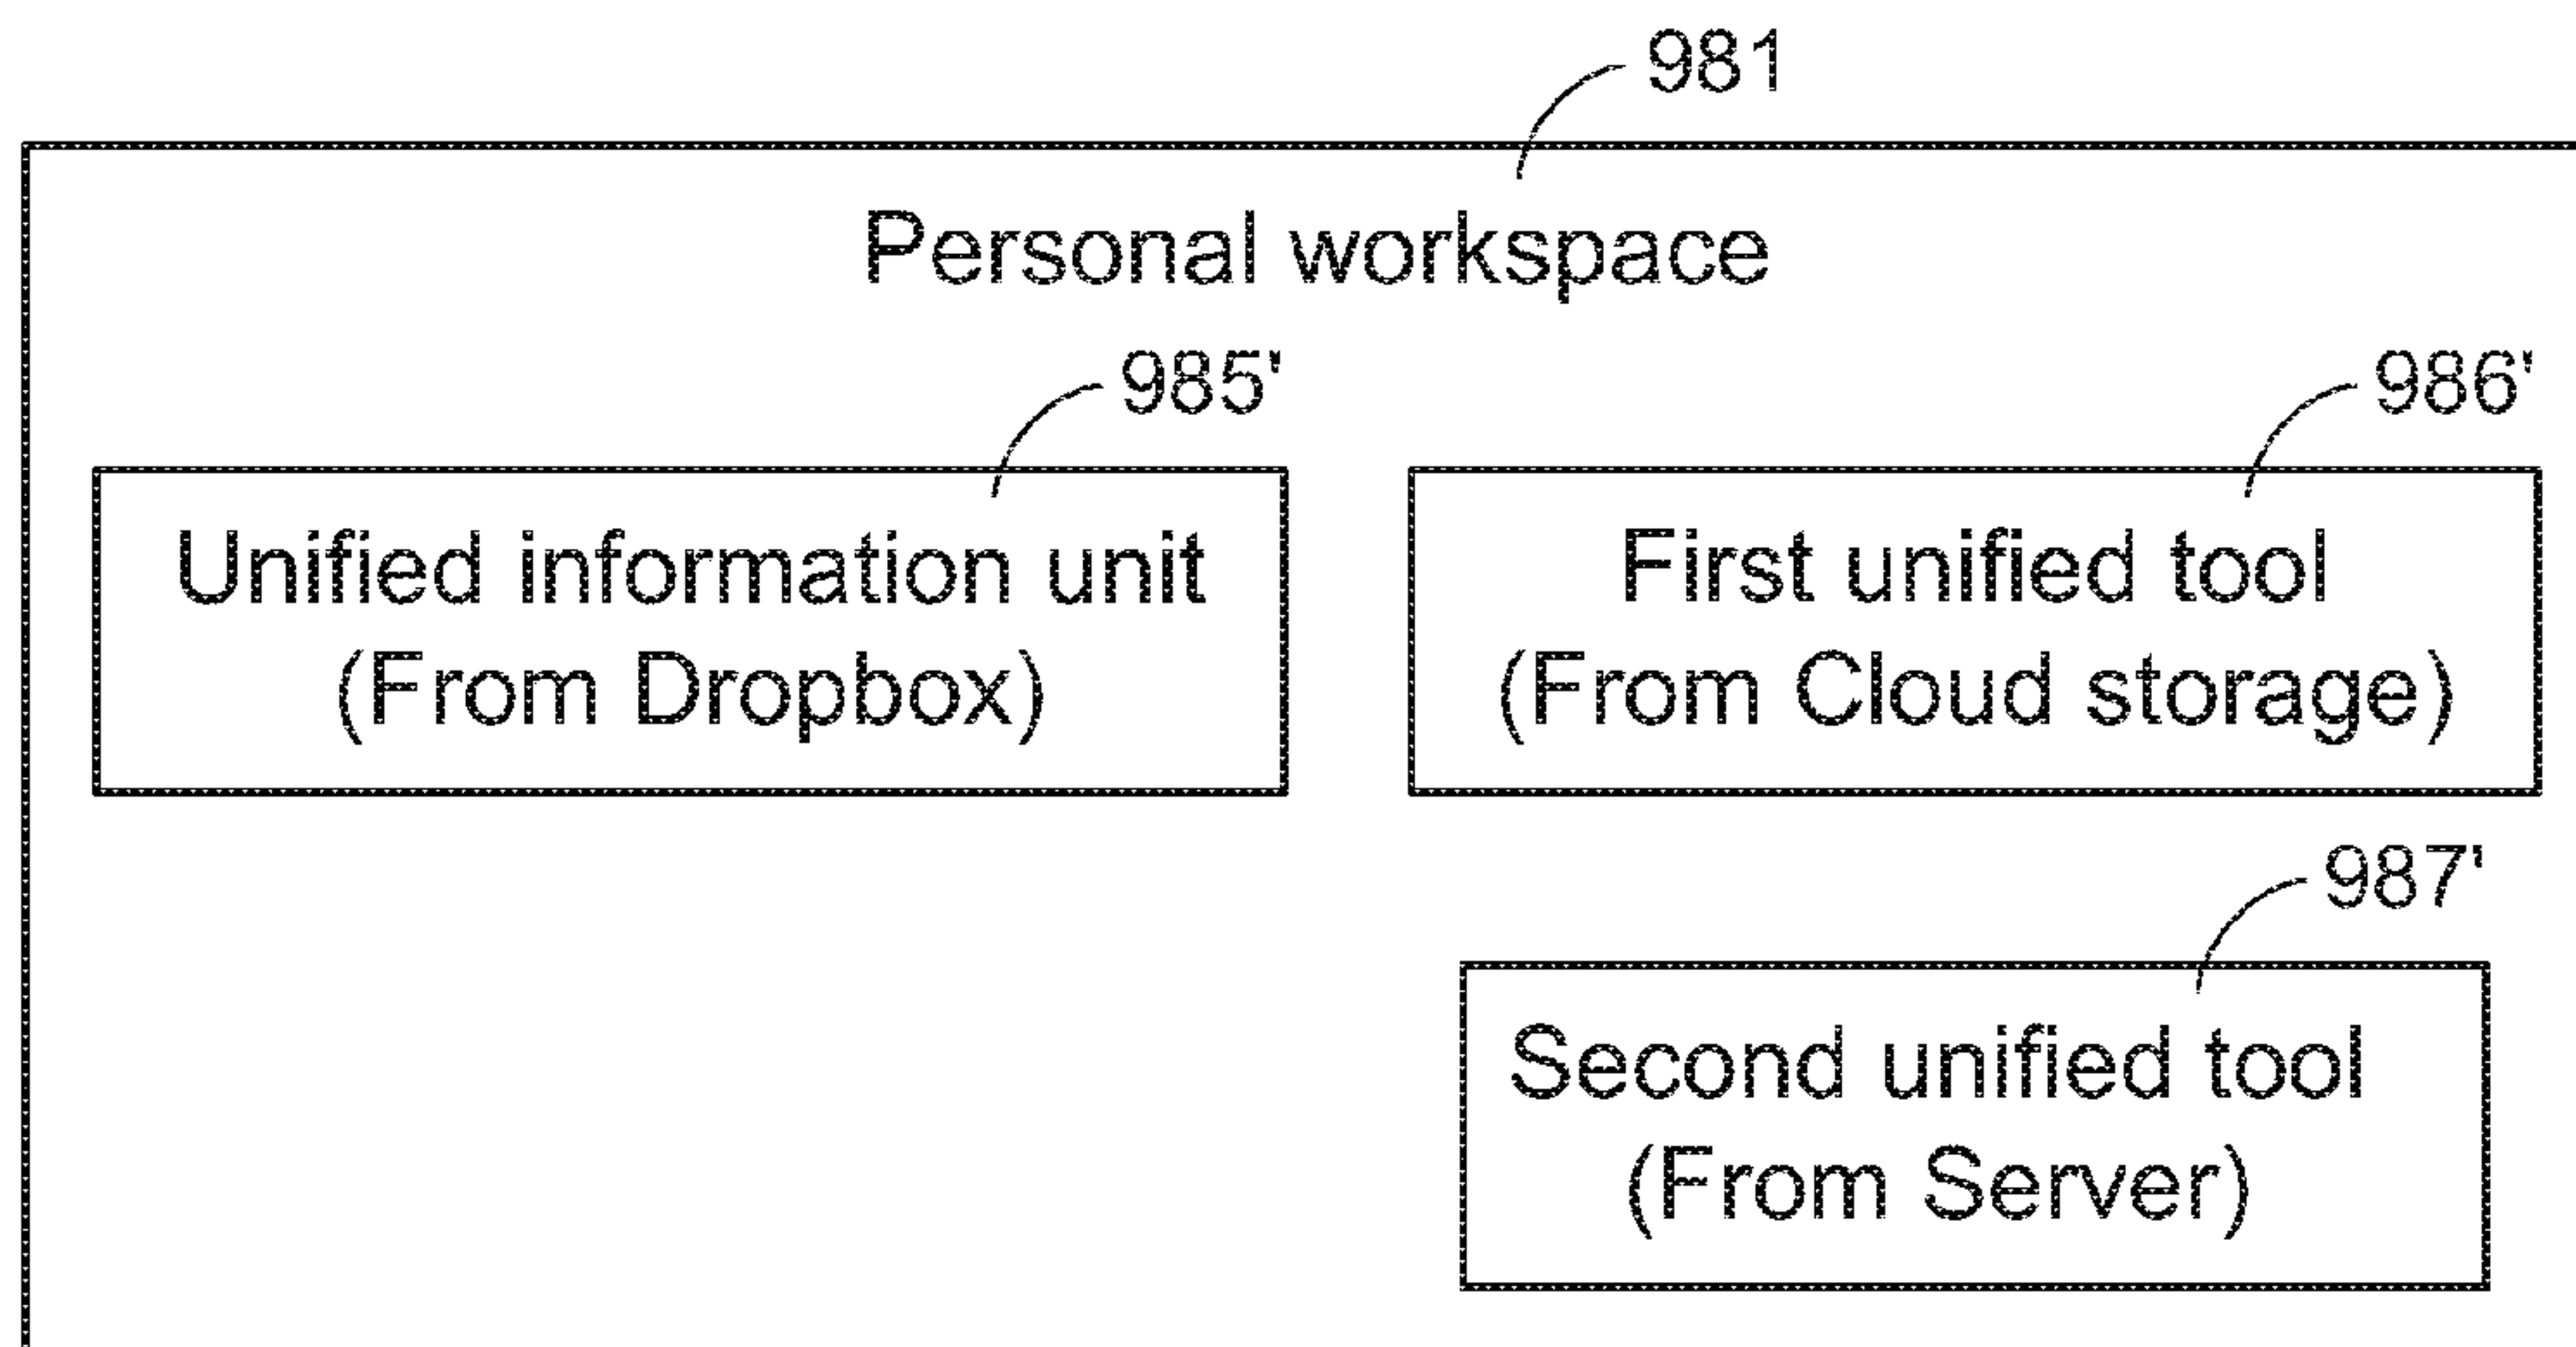 981
Personal workspace
985'
986'
Unified information unit
(From Dropbox)
First unified tool
(From Cloud storage)
987'
Second unified tool
(From Server)